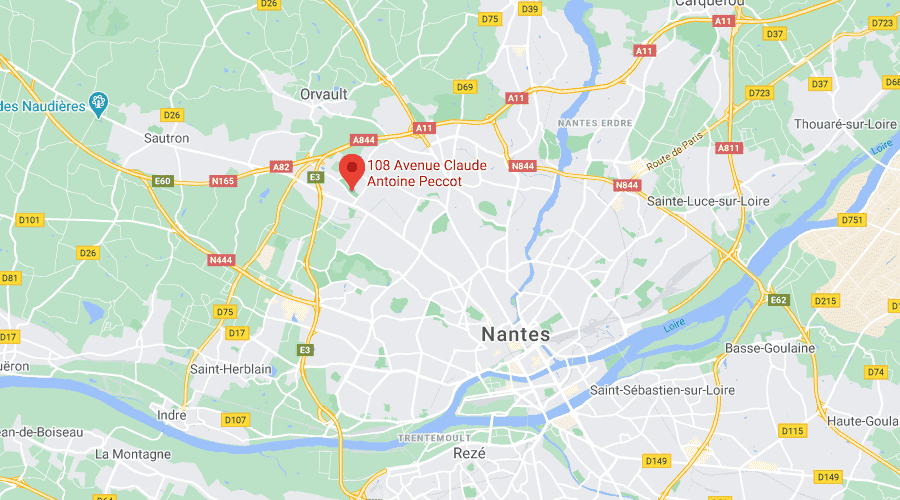 D26
D75
D39
Carquefou
A11
D723
D37
A11
des Naudières
Orvault
D69
A11
D723
D37
D68
D26
Sautron
A844
A11
NANTES ERDRE
Thouaré-sur-Loire
A811
Loire
Route de Paris
A82
E3
108 Avenue Claude
Antoine Peccot
N844
E60
N165
N844
Sainte-Luce-sur-Loire
D101
D751
D26
N444
D81
E62
D215
D75
D17
D17
Loire
Nantes
E3
Basse-Goulaine
Saint-Herblain
D74
Saint-Sébastien-sur-Loire
Indre
D107
Haute-Goula
D115
TRENTEMOULT
La Montagne
Rezé
D149
D149
D149